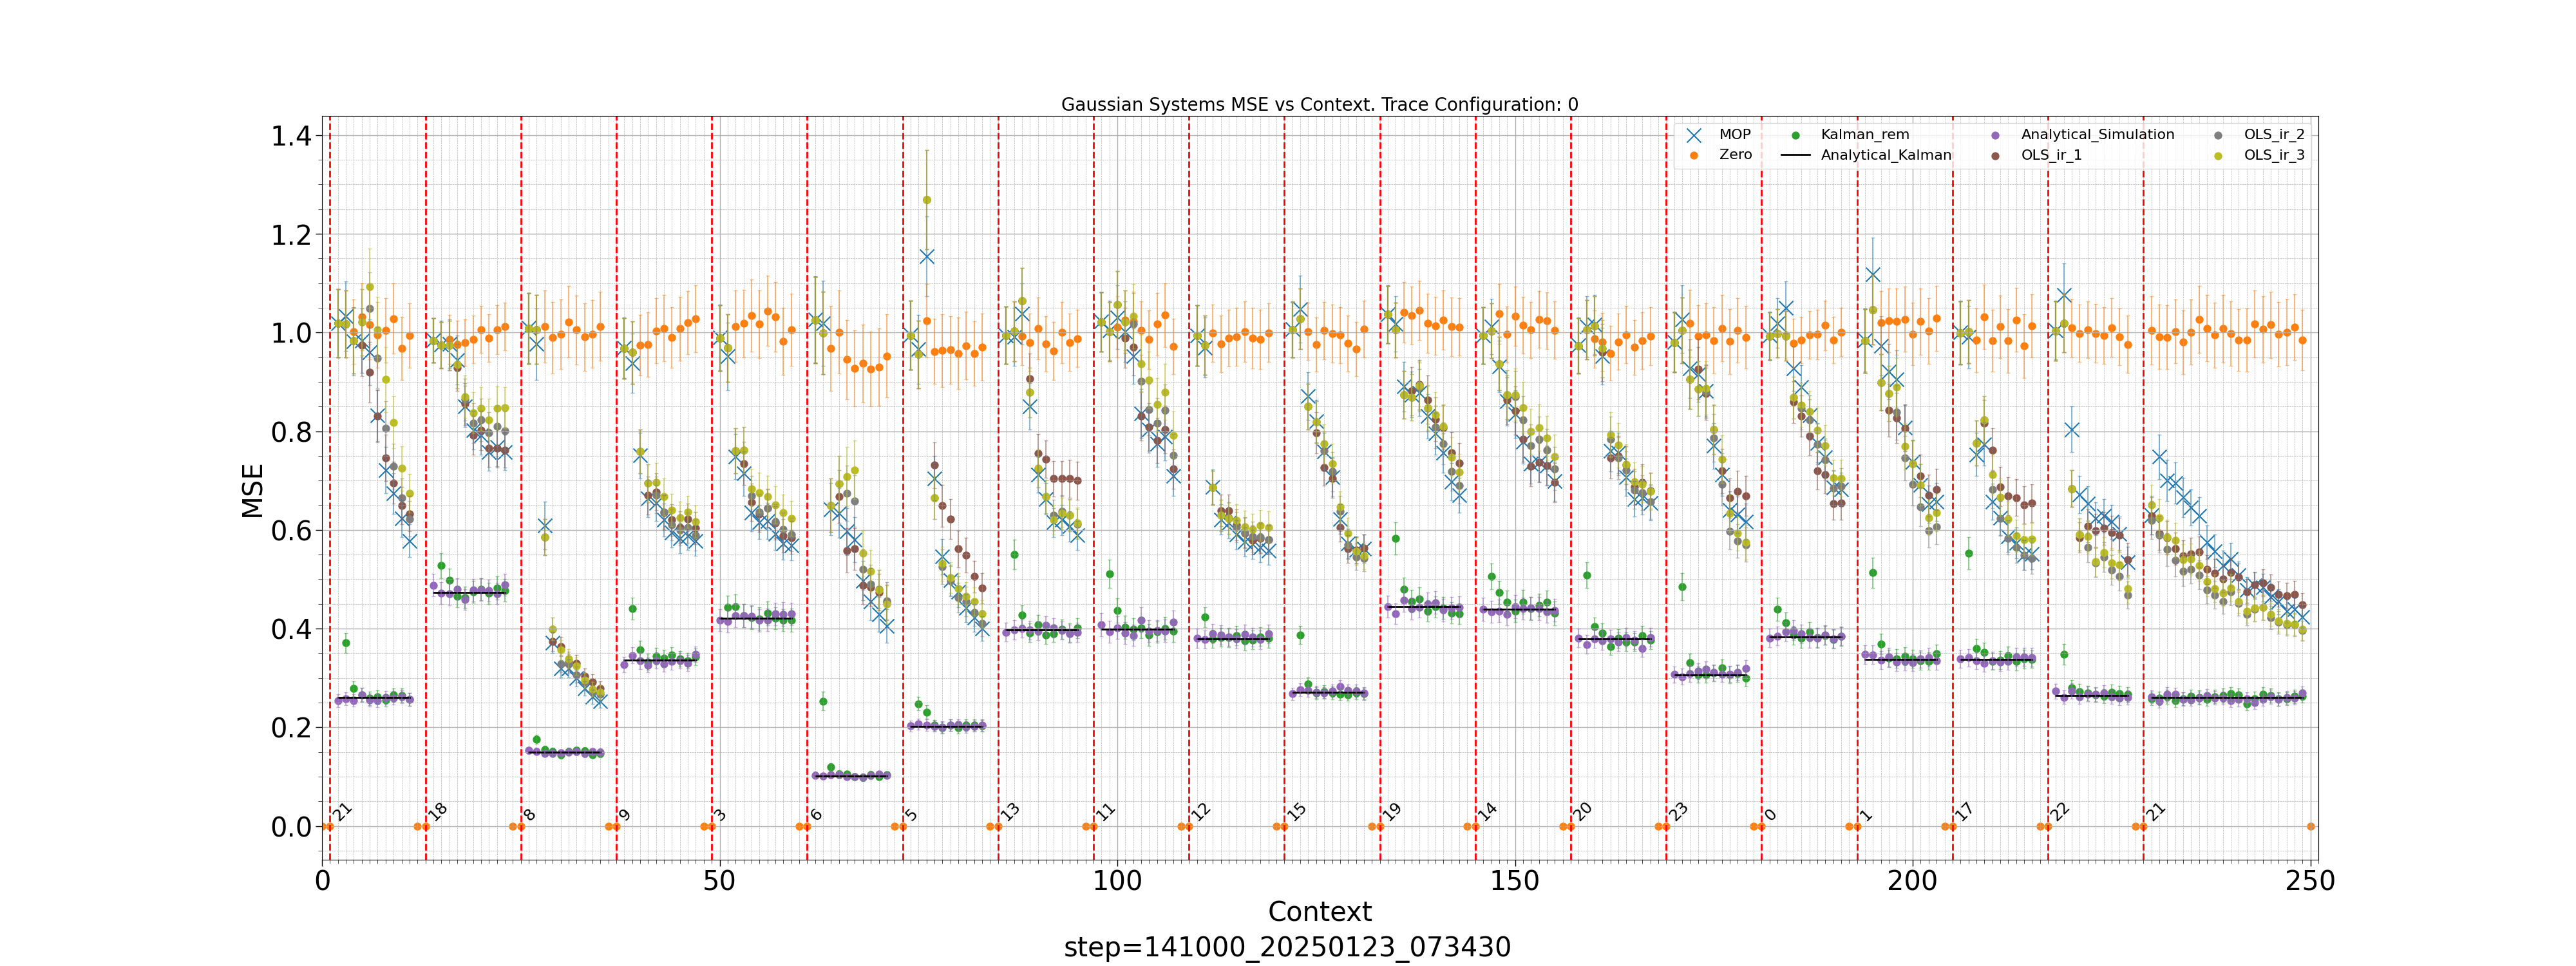 Gaussian Systems MSE vs Context. Trace Configuration: 0
MOP
Zero
Kalman_rem
Analytical_Kalman
Analytical_Simulation
OLS_ir_1
OLS_ir_2
OLS_ir_3
MSE
1.4
1.2
1.0
0.8
0.6
0.4
0.2
0.0
21 18 8 9 3 6 5 13 11 12 15 19 14 20 23 0 1 17 22 21
0 50 100 150 200 250
Context
step=141000_20250123_073430